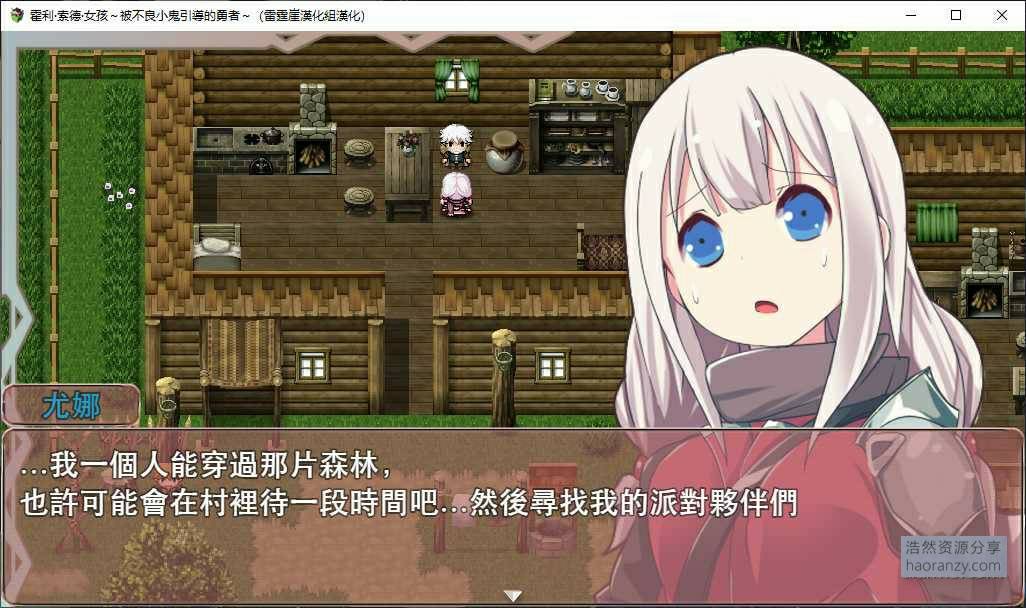 霍利·索德·女孩～被不良小鬼引導的勇者～（雷霆崖漢化組漢化）
尤娜
...我一個人能穿過那片森林，
也許可能會在村裡待一段時間吧...然後尋找我的派對夥伴們
浩然资源分享
haoranzy.com